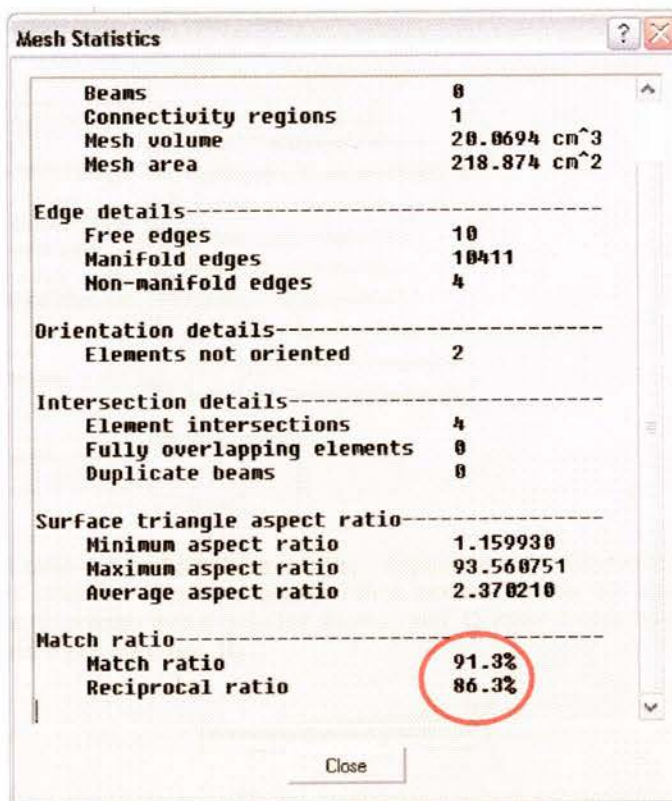 Mesh Statistics
Beams 0
Connectivity regions 1
Mesh volume 20.0694 cm^3
Mesh area 218.874 cm^2
Edge details--------------------------------
Free edges 10
Manifold edges 10411
Non-manifold edges 4
Orientation details-------------------------
Elements not oriented 2
Intersection details------------------------
Element intersections 4
Fully overlapping elements 0
Duplicate beams 0
Surface triangle aspect ratio---------------
Minimum aspect ratio 1.159930
Maximum aspect ratio 93.560751
Average aspect ratio 2.370210
Match ratio---------------------------------
Match ratio 91.3%
Reciprocal ratio 86.3%
Close